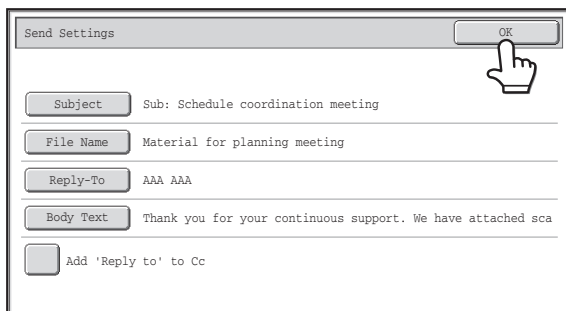 Send Settings
OK
Subject
Sub: Schedule coordination meeting
File Name
Material for planning meeting
Reply-To
AAA AAA
Body Text
Thank you for your continuous support. We have attached sca
Add 'Reply to' to Cc